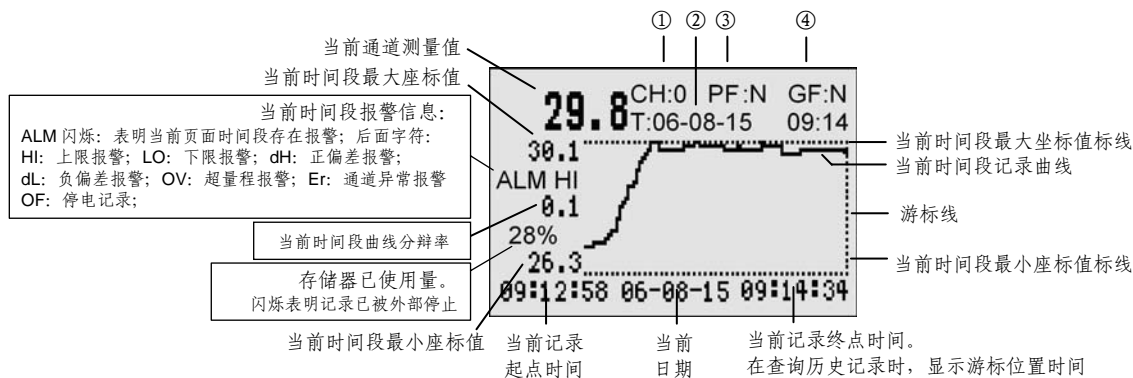 ① ② ③ ④
当前通道测量值
当前时间段最大座标值
当前时间段报警信息：
ALM 闪烁：表明当前页面时间段存在报警；后面字符：
HI：上限报警；LO：下限报警；dH：正偏差报警；
dL：负偏差报警；OV：超量程报警；Er：通道异常报警
OF：停电记录；
当前时间段曲线分辩率
存储器已使用量。
闪烁表明记录已被外部停止
当前时间段最小座标值
29.8
CH:0 PF:N GF:N
T:06-08-15 09:14
30.1
ALM HI
0.1
28%
26.3
09:12:58 06-08-15 09:14:34
当前时间段最大坐标值标线
当前时间段记录曲线
游标线
当前时间段最小座标值标线
当前记录
起点时间
当前
日期
当前记录终点时间。
在查询历史记录时，显示游标位置时间